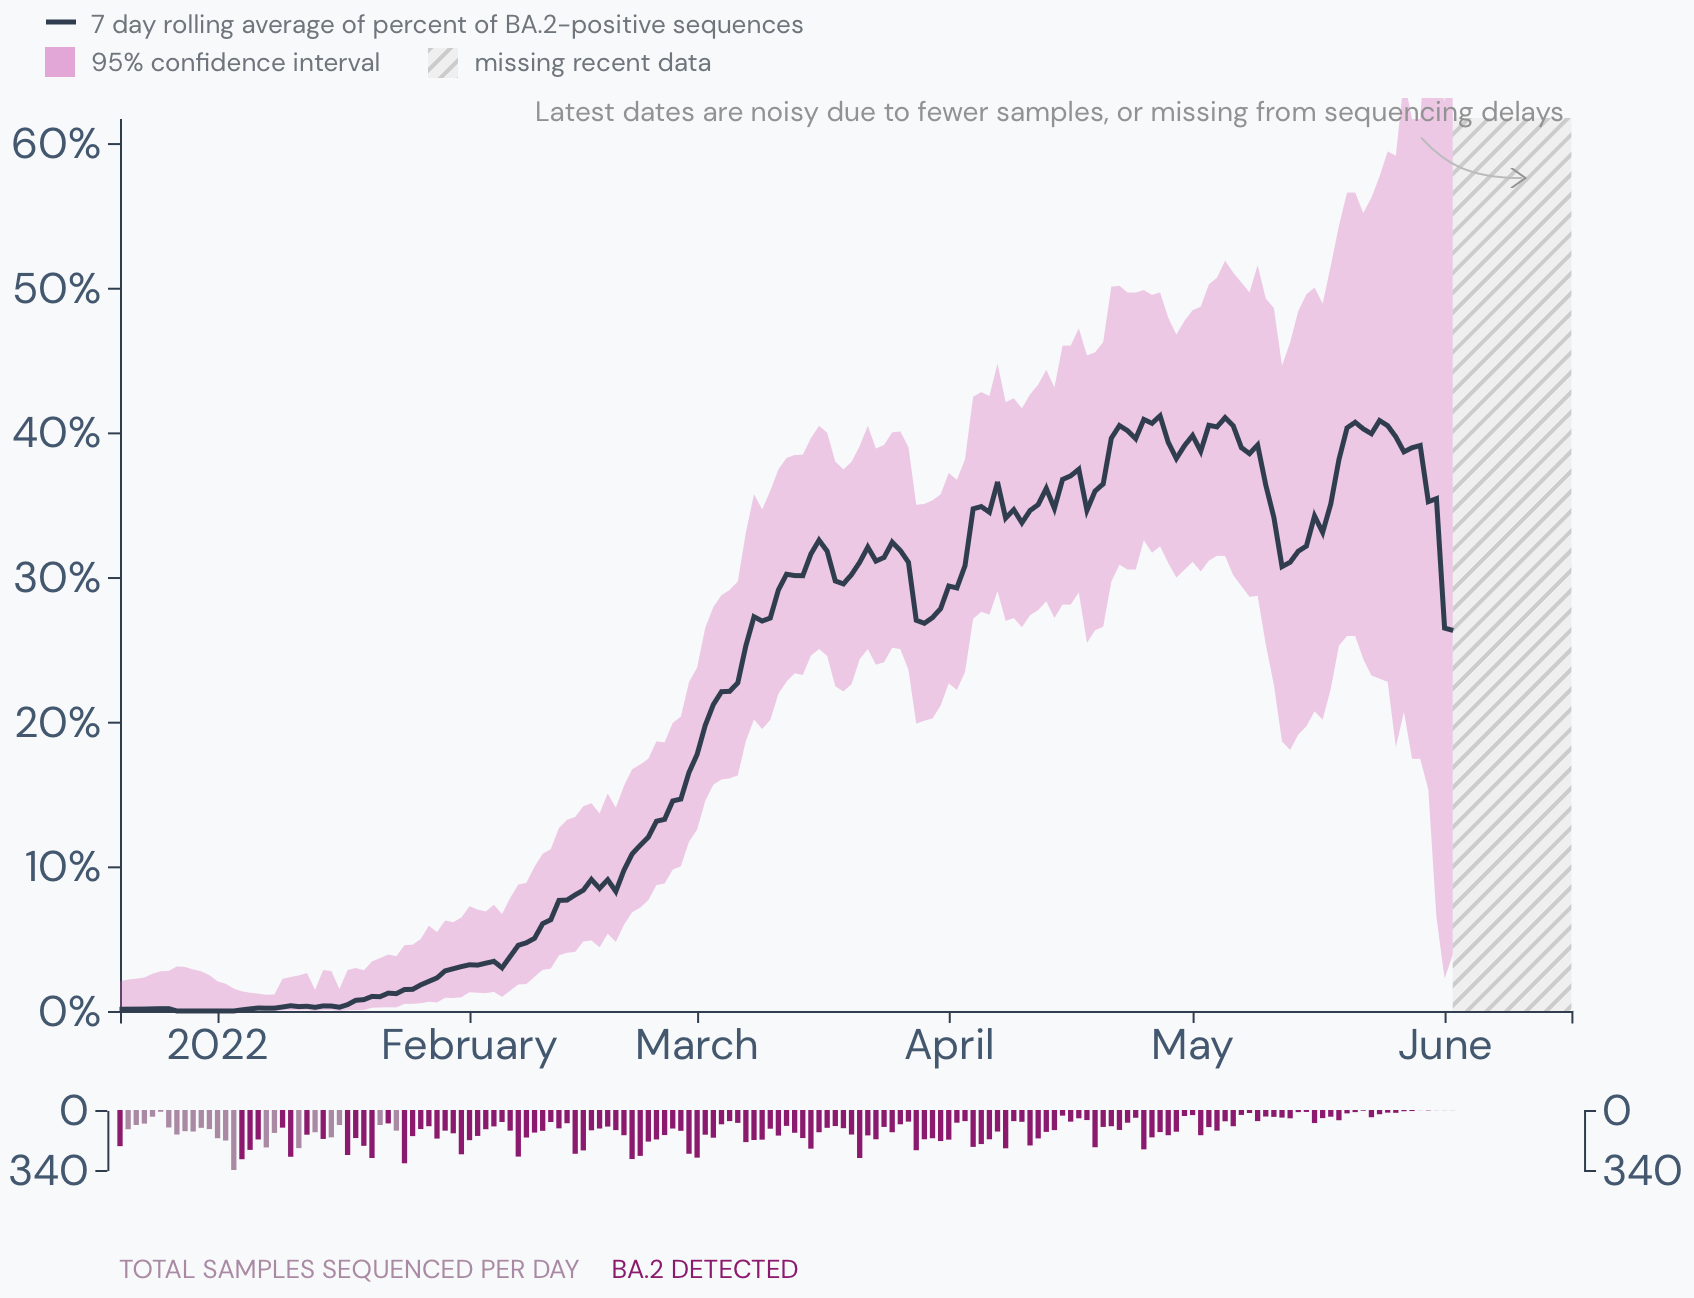 7 day rolling average of percent of BA.2-positive sequences
95% confidence interval missing recent data
Latest dates are noisy due to fewer samples, or missing from sequencing delays
60%
50%
40%
30%
20%
10%
0%
2022 February March April May June
0 0
340 340
TOTAL SAMPLES SEQUENCED PER DAY BA.2 DETECTED